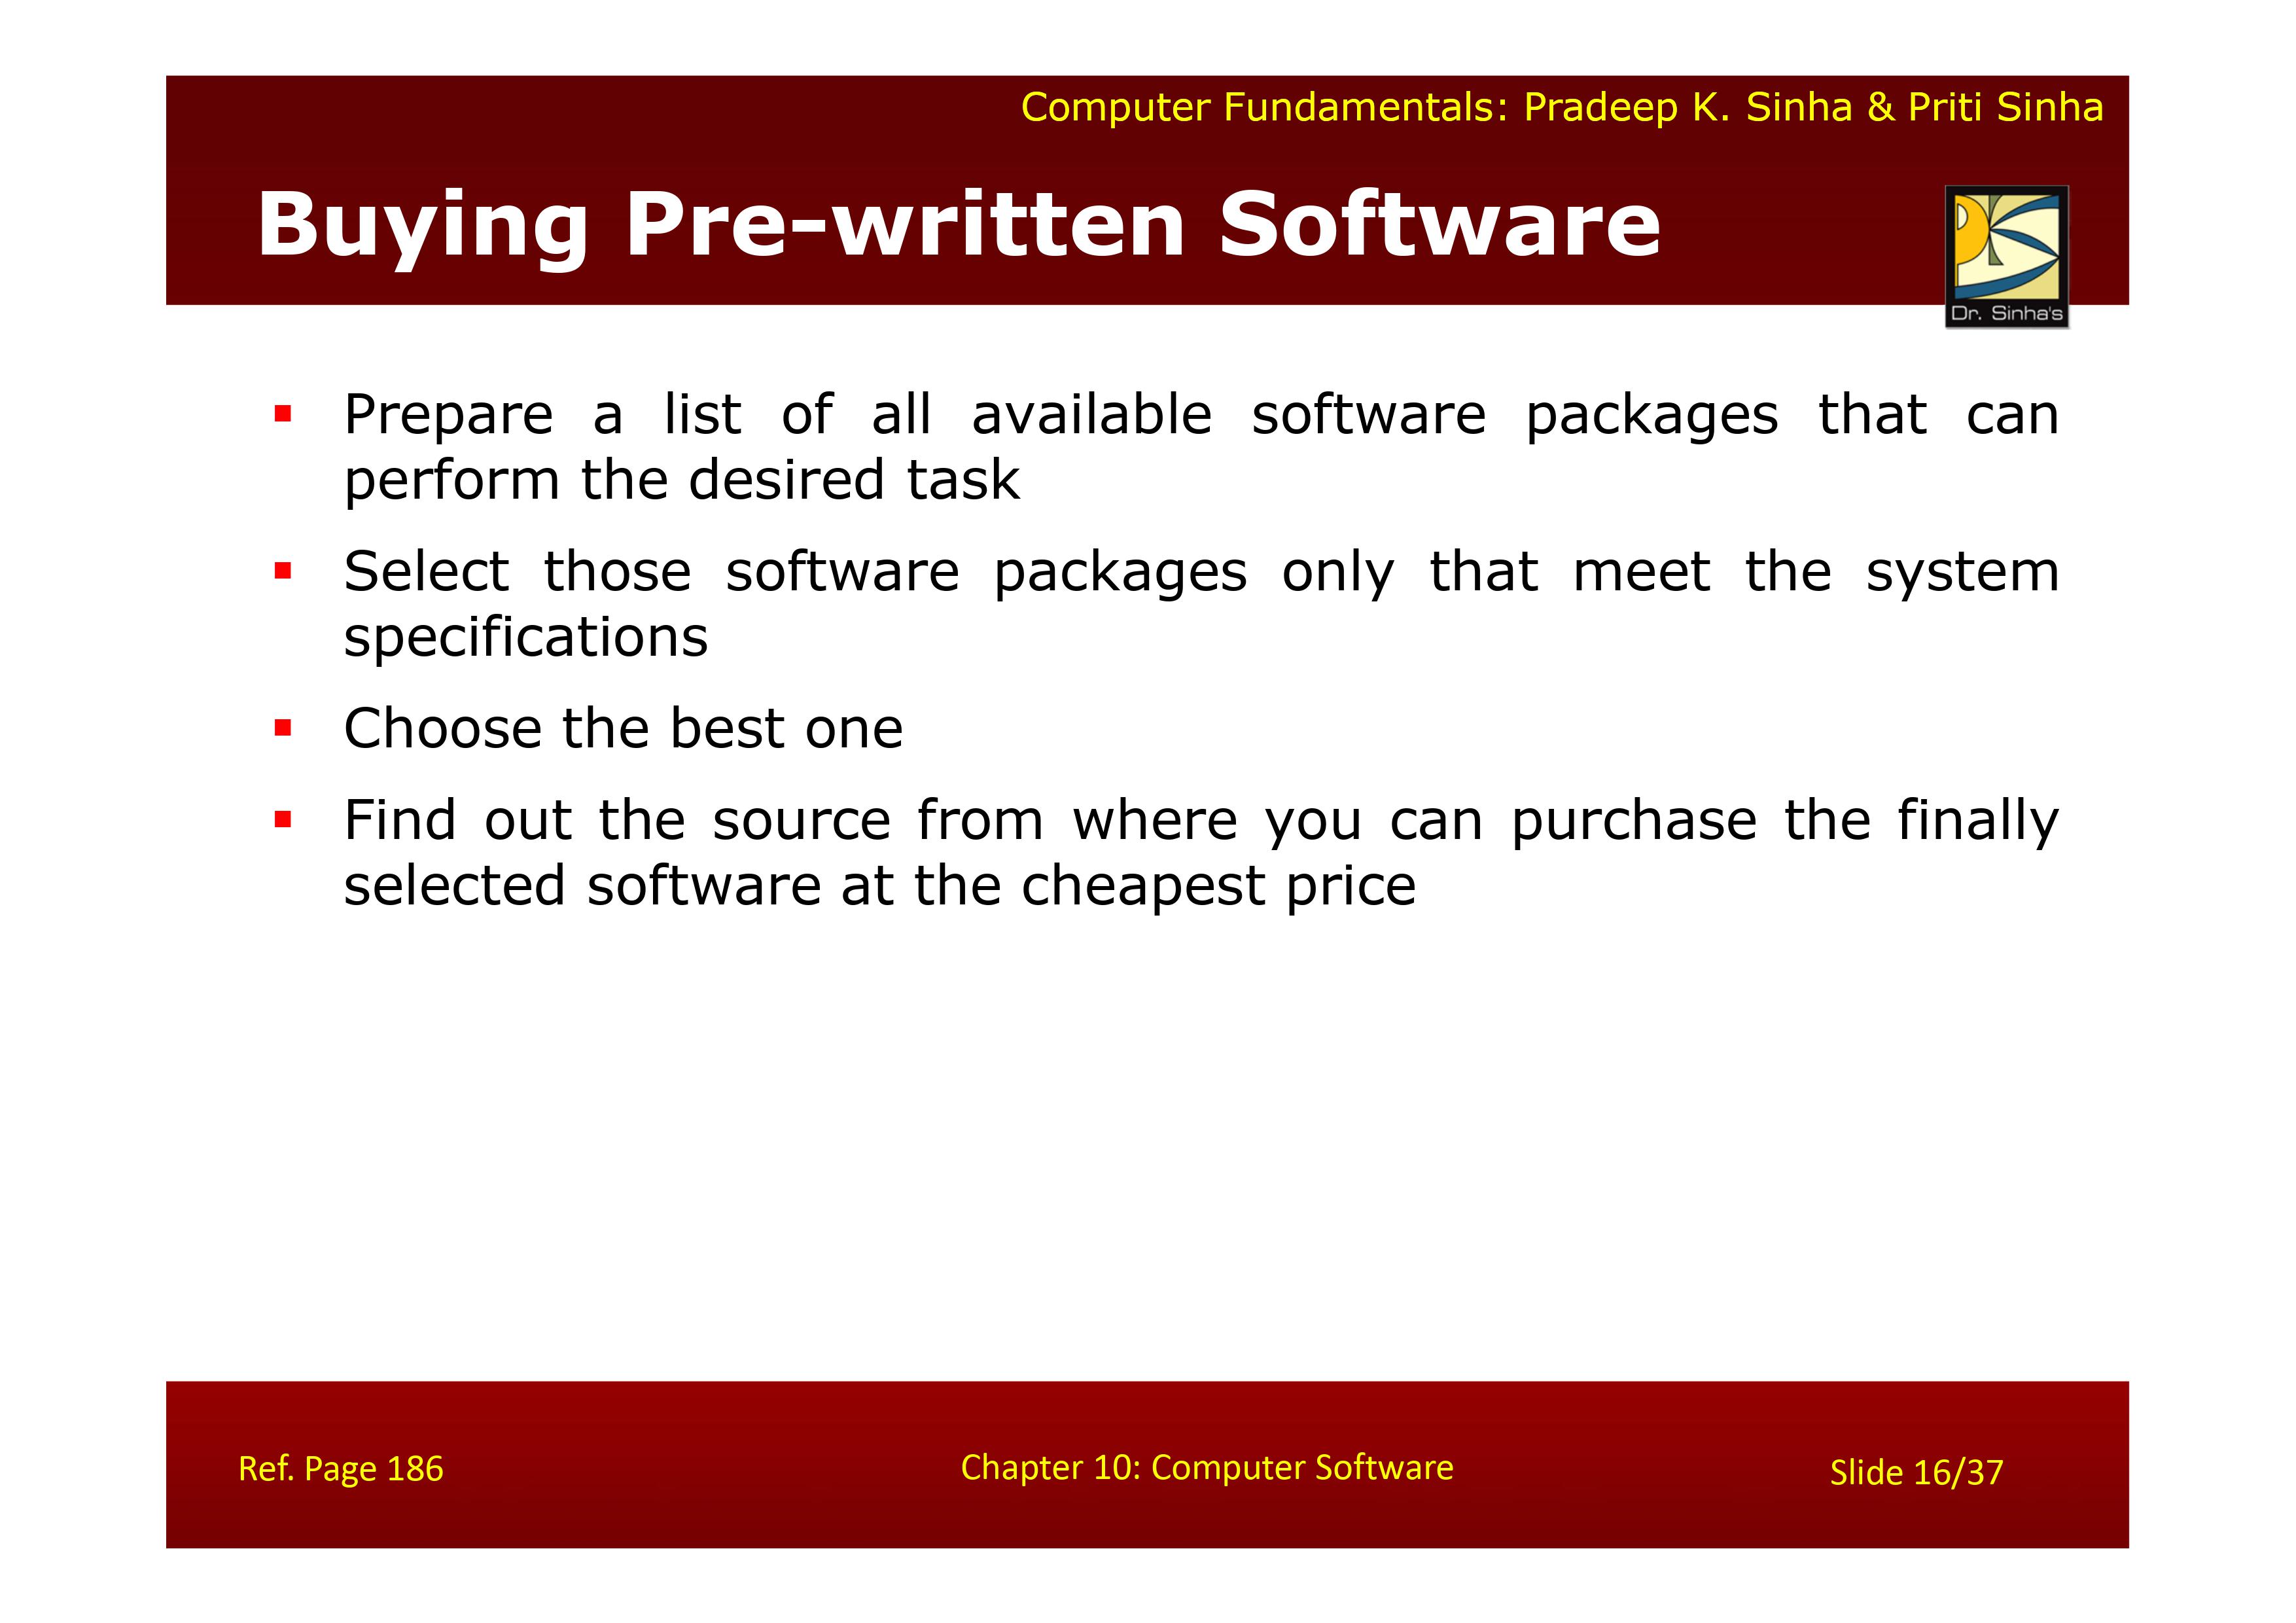 Computer Fundamentals: Pradeep K. Sinha & Priti Sinha
Buying Pre-written Software
Dr. Sinha's
▪ Prepare a list of all available software packages that can
perform the desired task
▪ Select those software packages only that meet the system
specifications
▪ Choose the best one
▪ Find out the source from where you can purchase the finally
selected software at the cheapest price
Ref. Page 186
Chapter 10: Computer Software
Slide 16/37